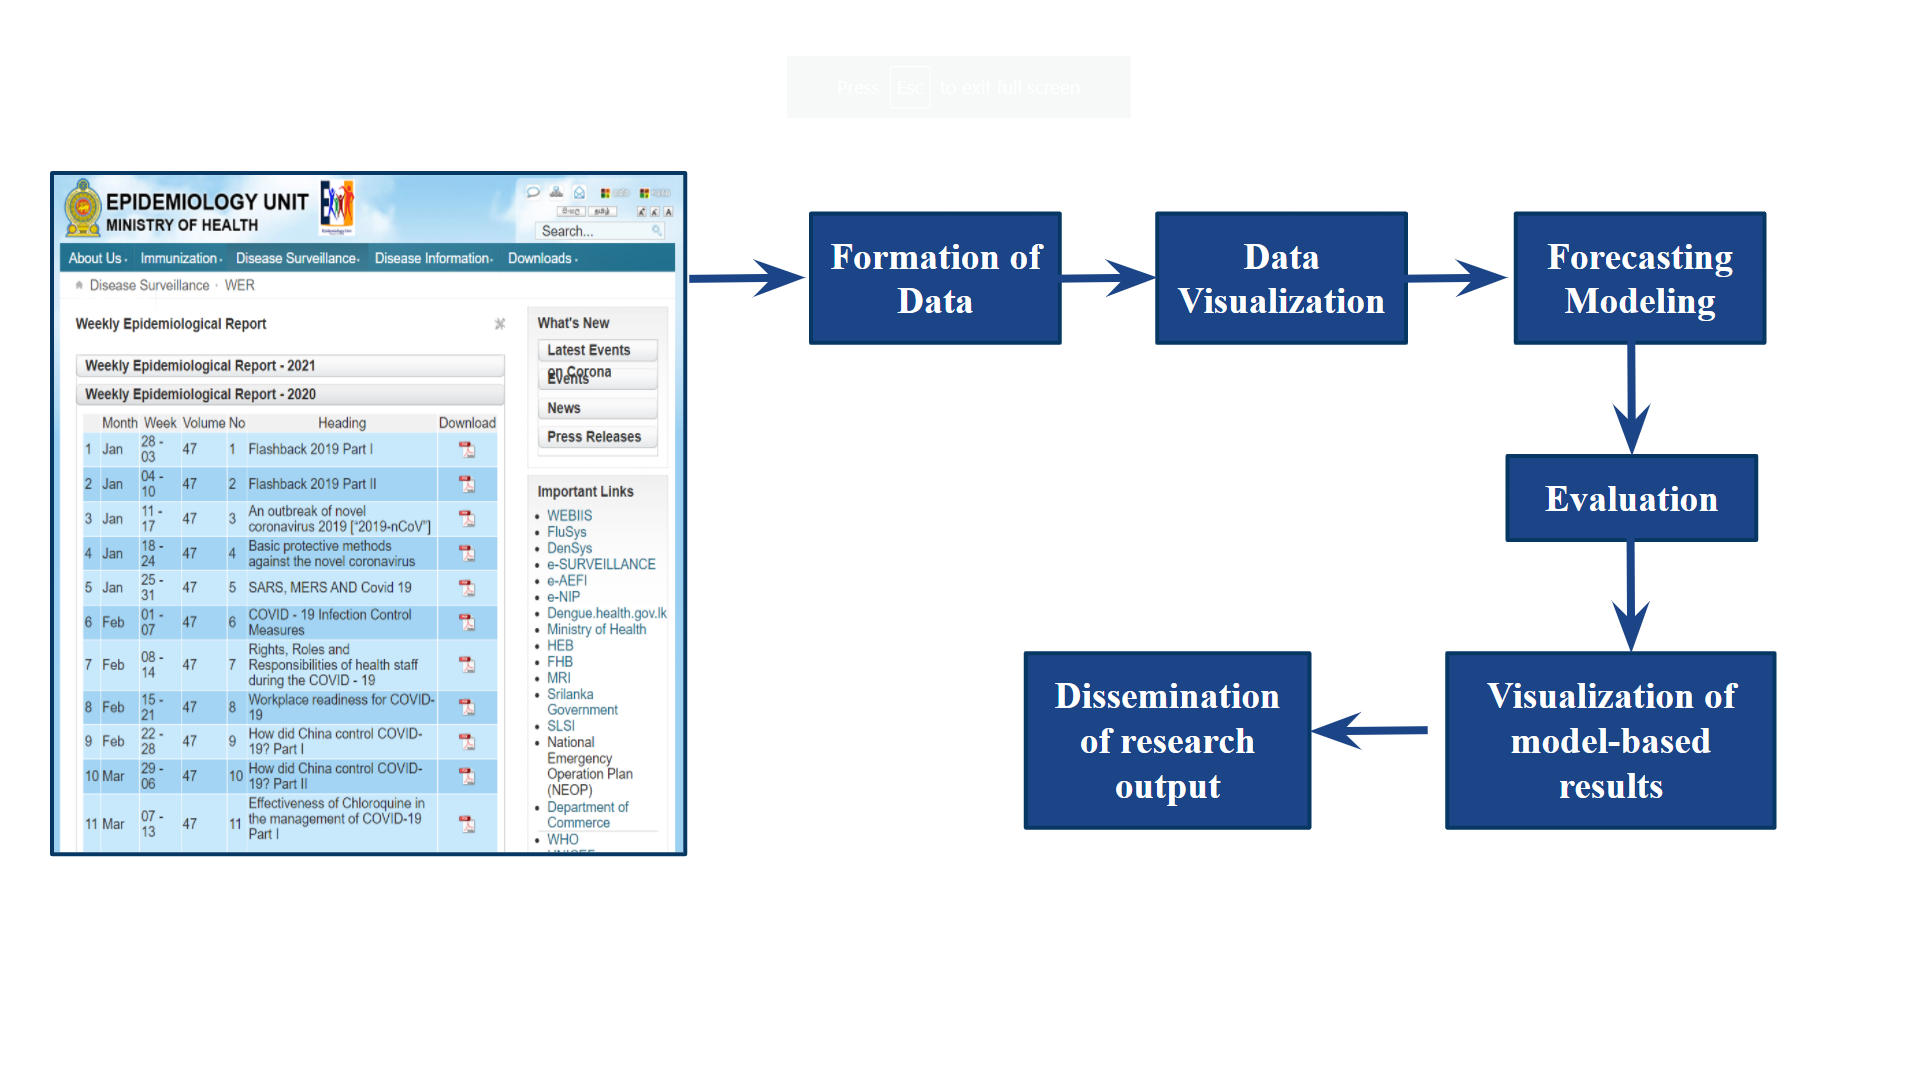 Press Esc to exit full screen
EPIDEMIOLOGY UNIT
MINISTRY OF HEALTH
Search...
About Us Immunization Disease Surveillance Disease Information Downloads
Disease Surveillance · WER
Weekly Epidemiological Report
Weekly Epidemiological Report - 2021
Weekly Epidemiological Report - 2020
Month Week Volume No Heading Download
1 Jan 28 - 03 47 1 Flashback 2019 Part I
2 Jan 04 - 10 47 2 Flashback 2019 Part II
3 Jan 11 - 17 47 3 An outbreak of novel
coronavirus 2019 ["2019-nCoV"]
4 Jan 18 - 24 47 4 Basic protective methods
against the novel coronavirus
5 Jan 25 - 31 47 5 SARS, MERS AND Covid 19
6 Feb 01 - 07 47 6 COVID - 19 Infection Control
Measures
7 Feb 08 - 14 47 7 Rights, Roles and
Responsibilities of health staff
during the COVID - 19
8 Feb 15 - 21 47 8 Workplace readiness for COVID-
19
9 Feb 22 - 28 47 9 How did China control COVID-
19? Part I
10 Mar 29 - 06 47 10 How did China control COVID-
19? Part II
11 Mar 07 - 13 47 11 Effectiveness of Chloroquine in
the management of COVID-19
Part I
What's New
Latest Events
on Corona
Events
News
Press Releases
Important Links
WEBIIS
FluSys
DenSys
e-SURVEILLANCE
e-AEFI
e-NIP
Dengue.health.gov.lk
Ministry of Health
HEB
FHB
MRI
Srilanka
Government
SLSI
National
Emergency
Operation Plan
(NEOP)
Department of
Commerce
WHO
Formation of
Data
Data
Visualization
Forecasting
Modeling
Evaluation
Visualization of
model-based
results
Dissemination
of research
output